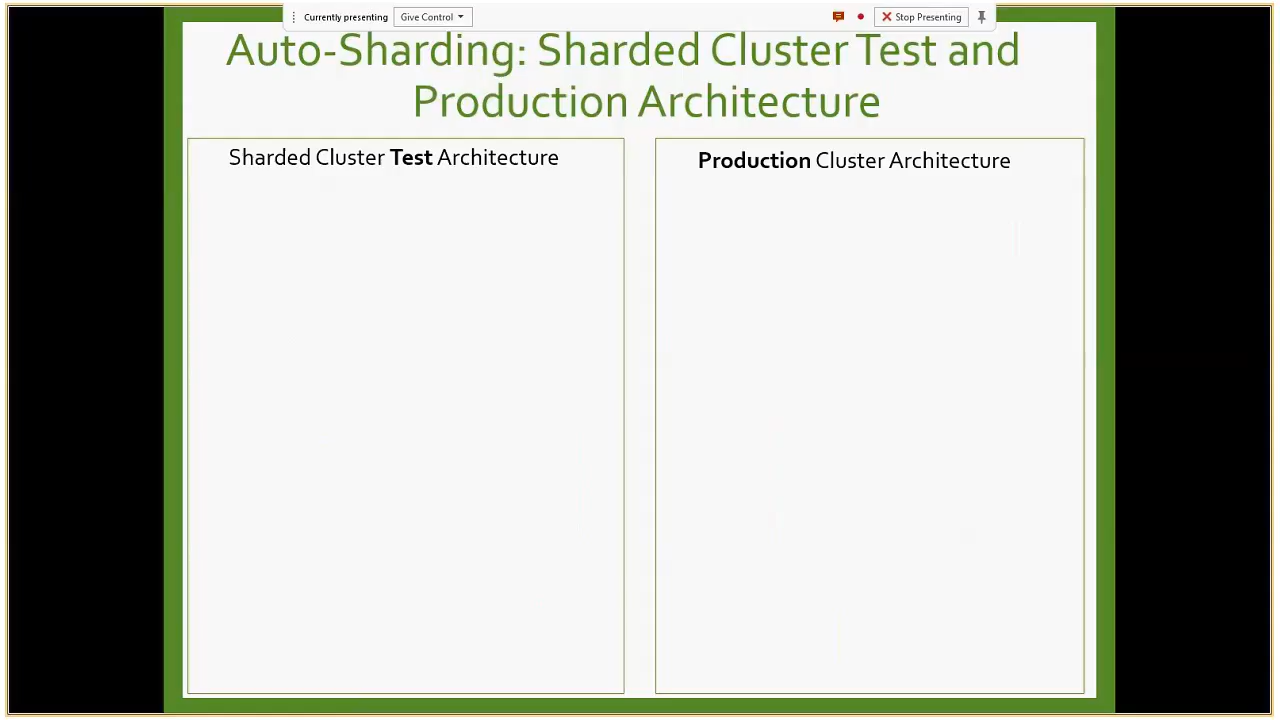 Currently presenting
Give Control
Stop Presenting
Auto-Sharding: Sharded Cluster Test and
Production Architecture
Sharded Cluster Test Architecture
Production Cluster Architecture